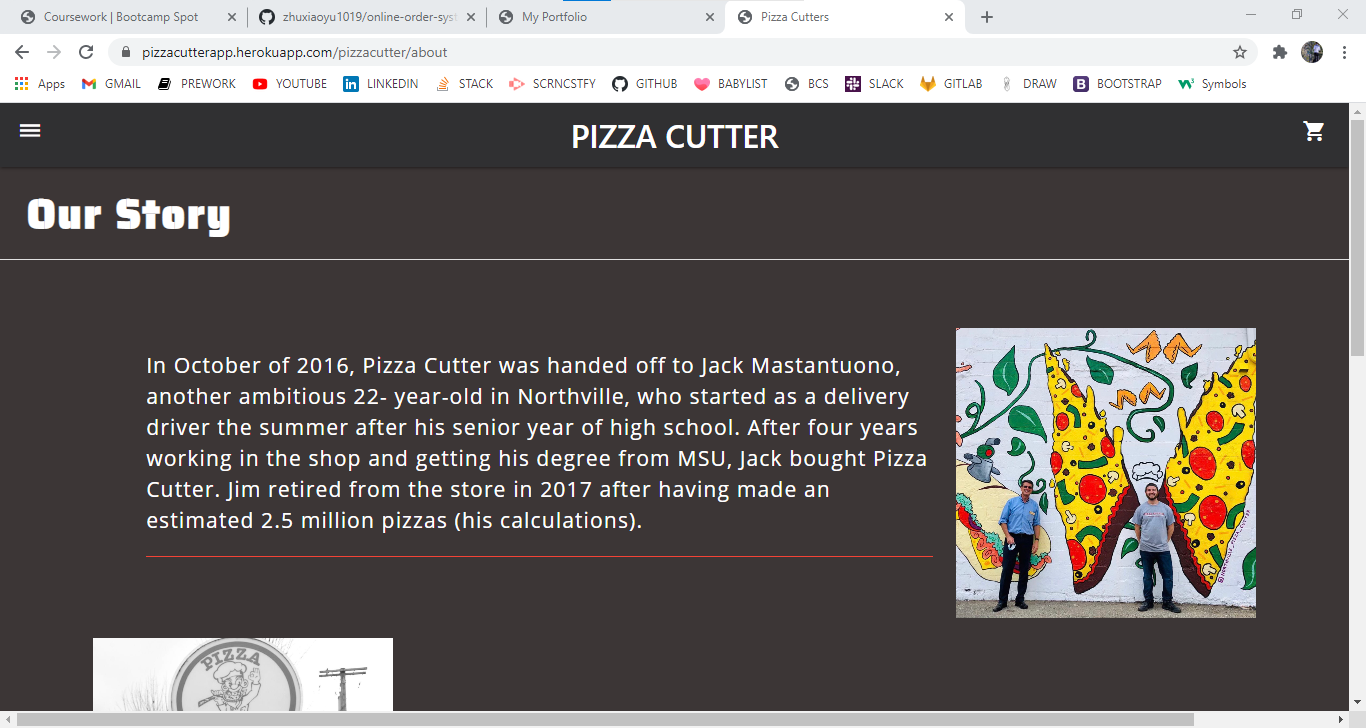 Coursework | Bootcamp Spot
zhuxiaoyu1019/online-order-syst
My Portfolio
Pizza Cutters
pizzacutterapp.herokuapp.com/pizzacutter/about
Apps GMAIL PREWORK YOUTUBE LINKEDIN STACK SCRNCSTFY GITHUB BABYLIST BCS SLACK GITLAB DRAW BOOTSTRAP Symbols
PIZZA CUTTER
Our Story
In October of 2016, Pizza Cutter was handed off to Jack Mastantuono,
another ambitious 22- year-old in Northville, who started as a delivery
driver the summer after his senior year of high school. After four years
working in the shop and getting his degree from MSU, Jack bought Pizza
Cutter. Jim retired from the store in 2017 after having made an
estimated 2.5 million pizzas (his calculations).
PIZZA